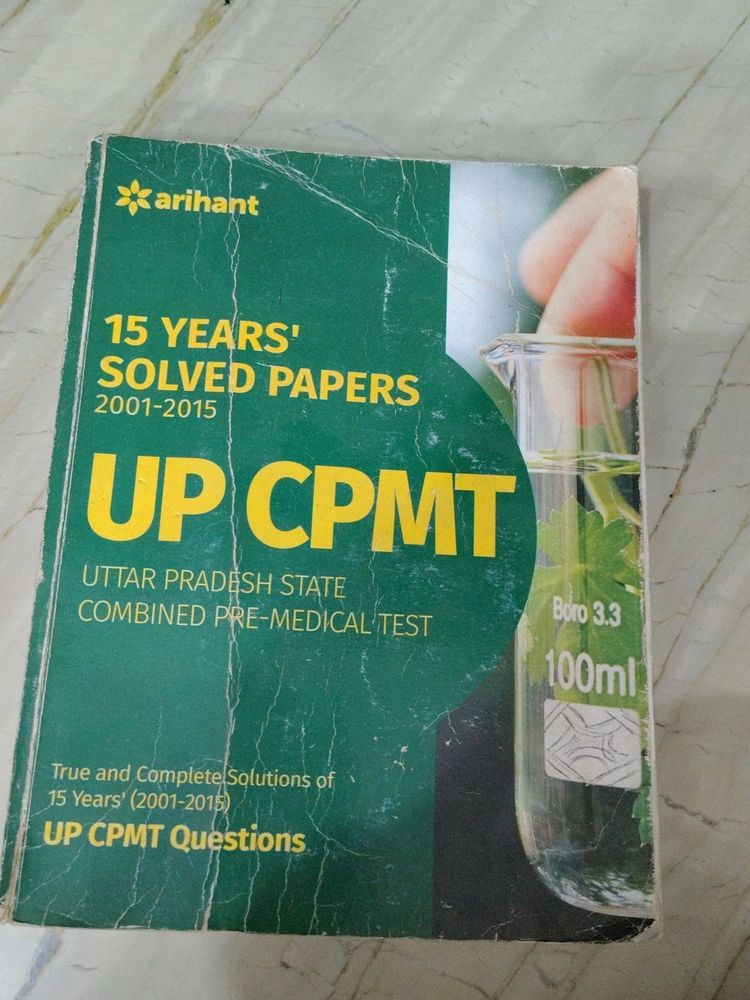 arihant
15 YEARS'
SOLVED PAPERS
2001-2015
UP CPMT
UTTAR PRADESH STATE
COMBINED PRE-MEDICAL TEST
Boro 3.3
100ml
True and Complete Solutions of
15 Years' (2001-2015)
UP CPMT Questions